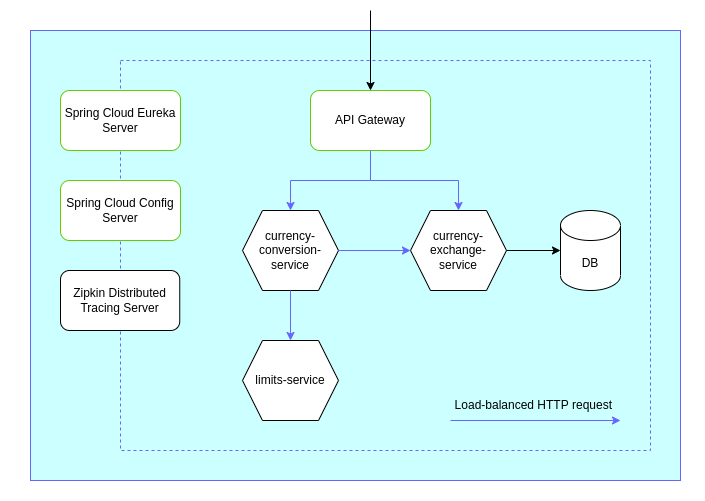 Spring Cloud Eureka
Server
API Gateway
Spring Cloud Config
Server
currency-
conversion-
service
currency-
exchange-
service
DB
Zipkin Distributed
Tracing Server
limits-service
Load-balanced HTTP request